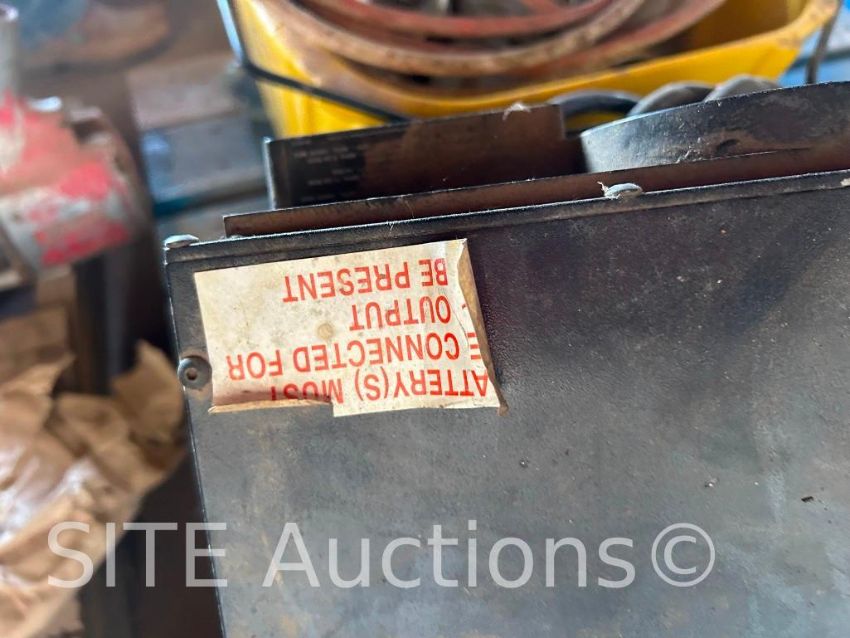 ATTERY(S) MUST
E CONNECTED FOR
OUTPUT
BE PRESENT
SITE Auctions©